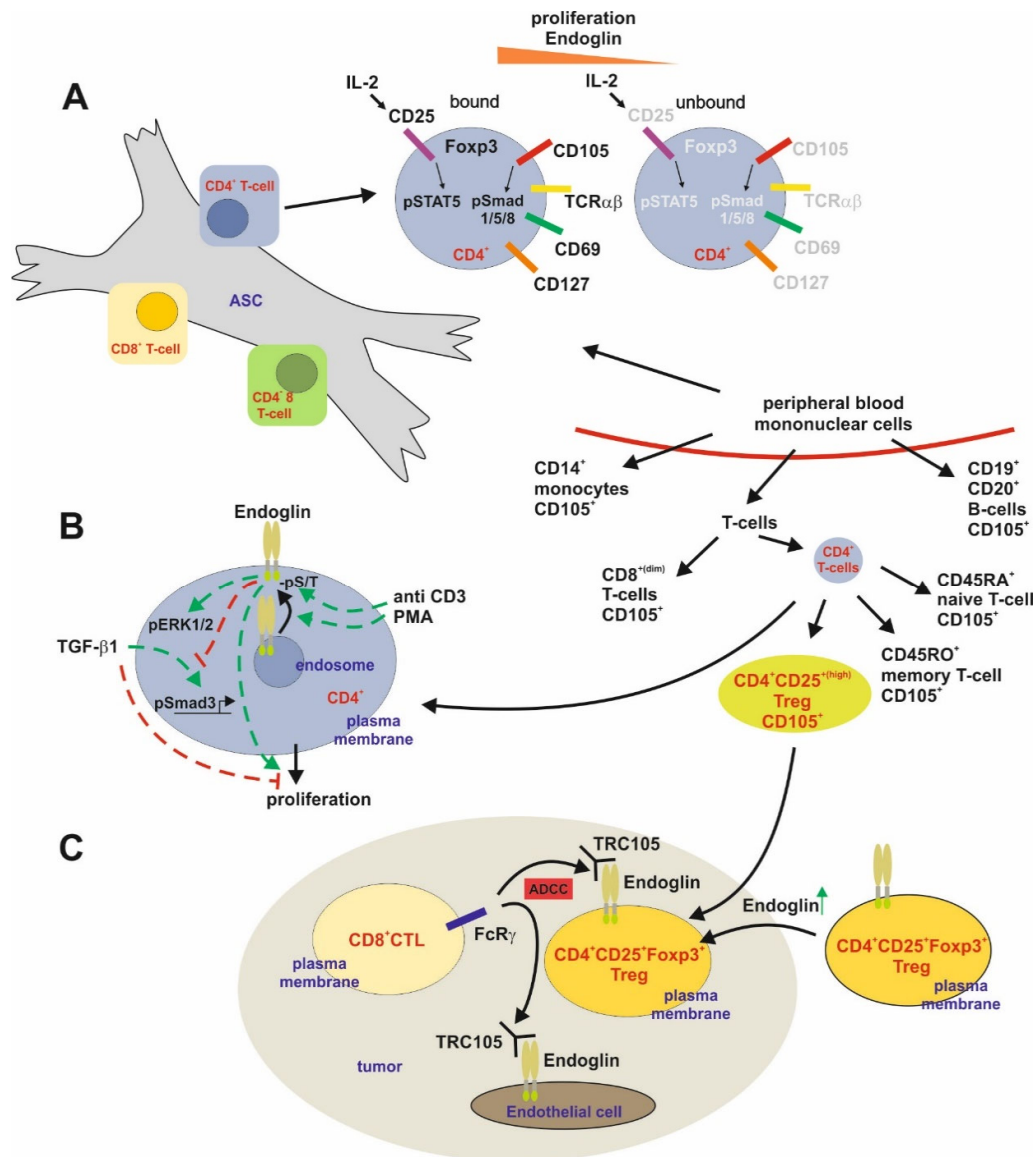 proliferation
Endoglin
A
IL-2
CD25
bound
Foxp3
CD105
pSTAT5
pSmad
1/5/8
TCRαβ
CD69
CD4⁺
CD127
IL-2
CD25
unbound
Foxp3
CD105
pSTAT5
pSmad
1/5/8
TCRαβ
CD69
CD4⁺
CD127
CD4⁺ T-cell
ASC
CD8⁺ T-cell
CD4⁻ 8⁻
T-cell
peripheral blood
mononuclear cells
CD14⁺
monocytes
CD105⁺
CD19⁺
CD20⁺
B-cells
CD105⁺
T-cells
CD4⁺
T-cells
CD8⁺⁽ᵈⁱᵐ⁾
T-cells
CD105⁺
CD45RA⁺
naive T-cell
CD105⁺
CD45RO⁺
memory T-cell
CD105⁺
CD4⁺CD25⁺⁽ʰⁱᵍʰ⁾
Treg
CD105⁺
B
Endoglin
-pS/T
anti CD3
PMA
pERK1/2
TGF-β1
endosome
pSmad3
CD4⁺
plasma
membrane
proliferation
C
TRC105
ADCC
Endoglin
CD8⁺CTL
FcRγ
plasma
membrane
CD4⁺CD25⁺Foxp3⁺
Treg
plasma
membrane
Endoglin
CD4⁺CD25⁺Foxp3⁺
Treg
plasma
membrane
TRC105
Endoglin
tumor
Endothelial cell